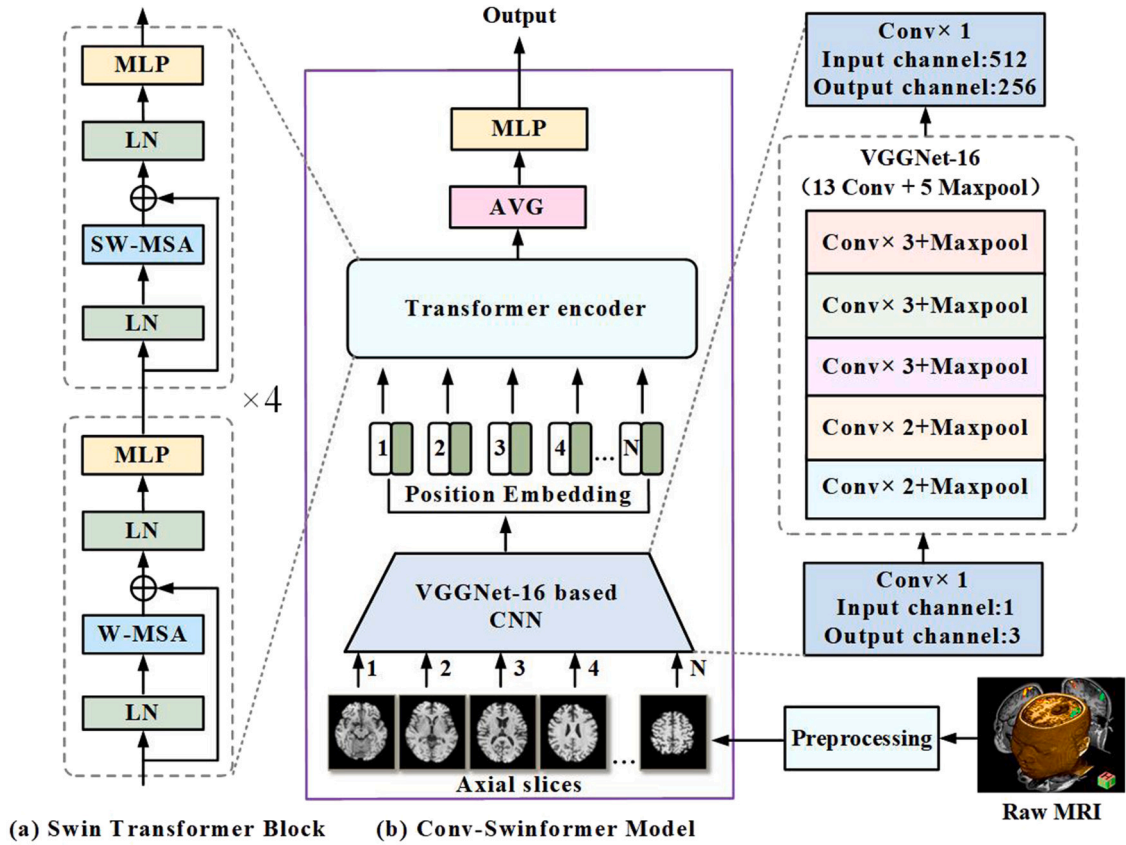 MLP
LN
SW-MSA
LN
×4
MLP
LN
W-MSA
LN
(a) Swin Transformer Block
Output
MLP
AVG
Transformer encoder
1 2 3 4 ... N
Position Embedding
VGGNet-16 based
CNN
1 2 3 4 N
...
Axial slices
(b) Conv-Swinformer Model
Conv× 1
Input channel:512
Output channel:256
VGGNet-16
(13 Conv + 5 Maxpool)
Conv× 3+Maxpool
Conv× 3+Maxpool
Conv× 3+Maxpool
Conv× 2+Maxpool
Conv× 2+Maxpool
Conv× 1
Input channel:1
Output channel:3
Preprocessing
Raw MRI